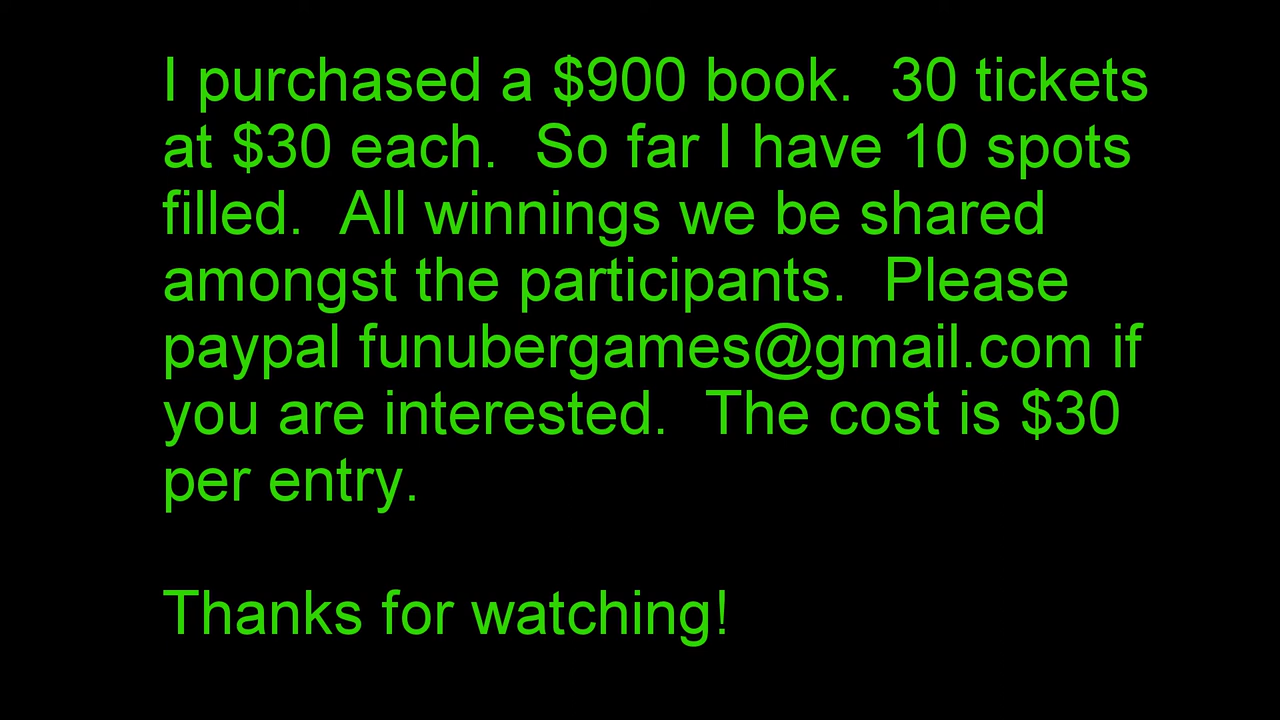 I purchased a $900 book.  30 tickets
at $30 each.  So far I have 10 spots
filled.  All winnings we be shared
amongst the participants.  Please
paypal funubergames@gmail.com if
you are interested.  The cost is $30
per entry.
Thanks for watching!